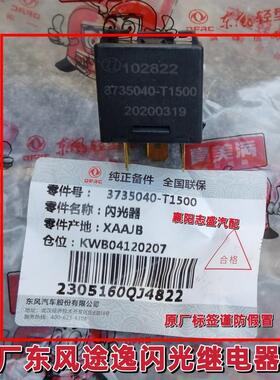 102822
8735040-T1500
20200319
DFAC 纯正备件 全国联保
零件号： 3735040-T1500
零件名称：闪光器
零件产地：XAAJB
仓位：KWB04120207
2305160QJ4822
东风汽车股份有限公司
襄阳志盛汽配
合格
原厂标签谨防假冒
厂东风途逸闪光继电器